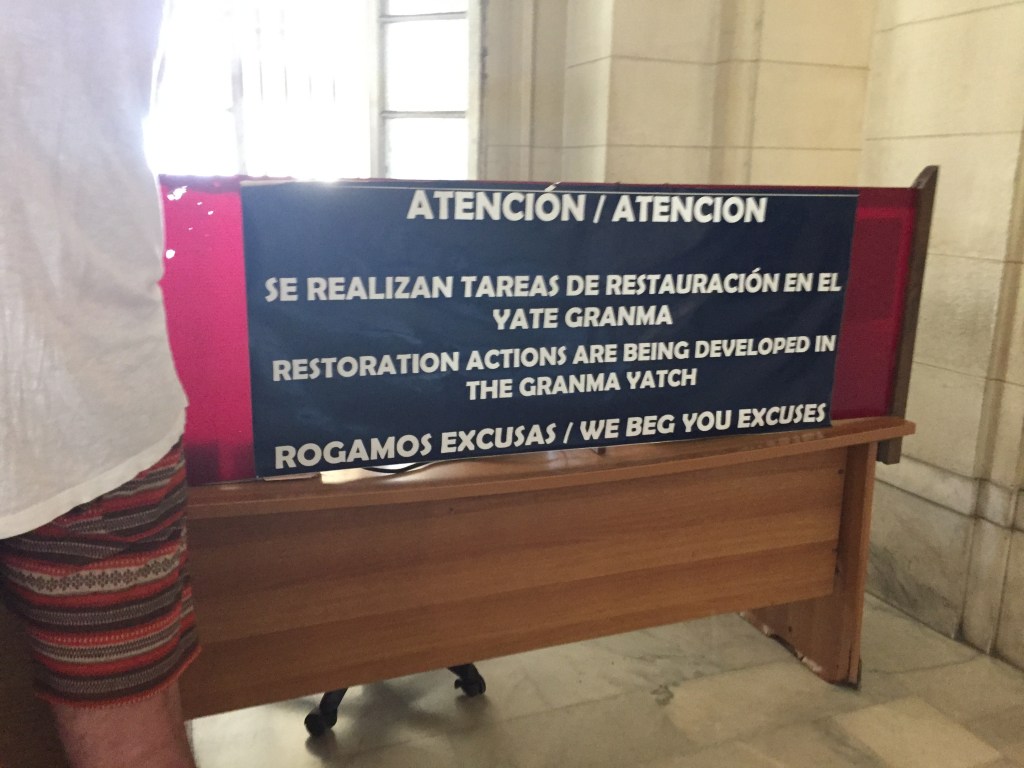 ATENCIÓN / ATENCION
SE REALIZAN TAREAS DE RESTAURACIÓN EN EL
YATE GRANMA
RESTORATION ACTIONS ARE BEING DEVELOPED IN
THE GRANMA YATCH
ROGAMOS EXCUSAS / WE BEG YOU EXCUSES